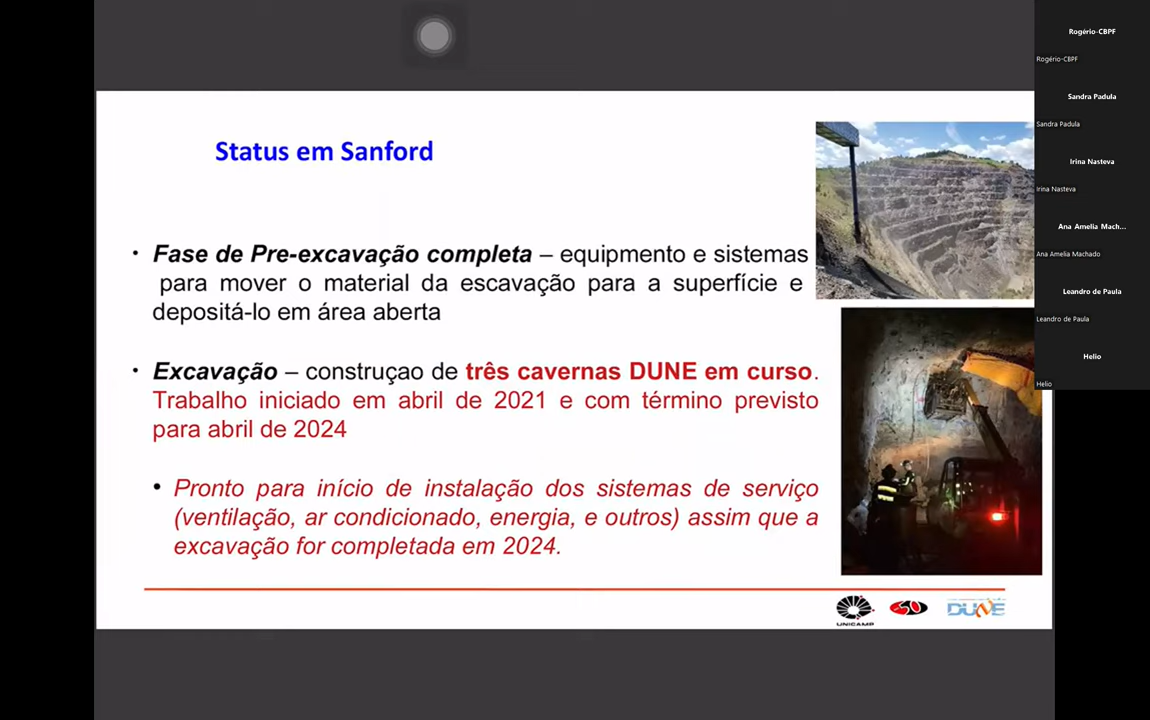 Status em Sanford
• Fase de Pre-excavação completa – equipmento e sistemas
para mover o material da escavação para a superfície e
depositá-lo em área aberta
• Excavação – construçao de três cavernas DUNE em curso.
Trabalho iniciado em abril de 2021 e com término previsto
para abril de 2024
• Pronto para início de instalação dos sistemas de serviço
(ventilação, ar condicionado, energia, e outros) assim que a
excavação for completada em 2024.
UNICAMP
50
DUNE
Rogério-CBPF
Rogério-CBPF
Sandra Padula
Sandra Padula
Irina Nasteva
Irina Nasteva
Ana Amelia Mach...
Ana Amelia Machado
Leandro de Paula
Leandro de Paula
Helio
Helio